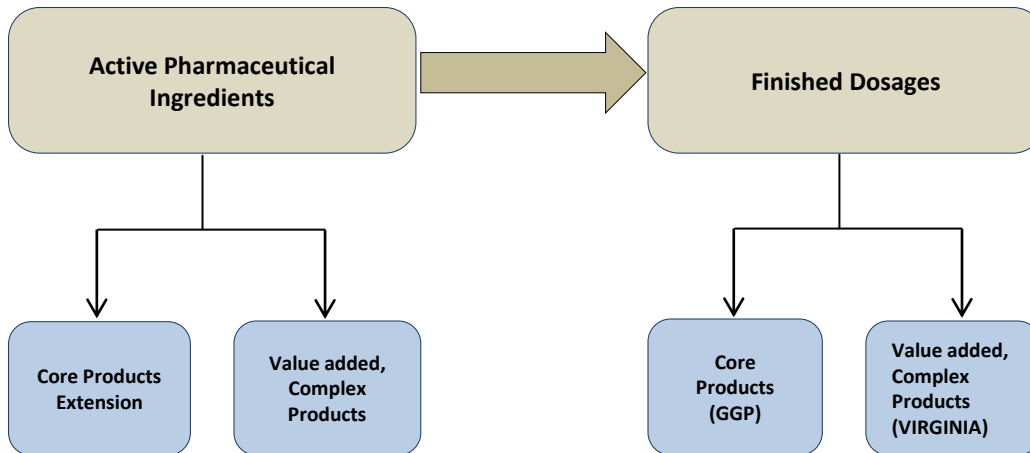 Active Pharmaceutical
Ingredients
Finished Dosages
Core Products
Extension
Value added,
Complex
Products
Core
Products
(GGP)
Value added,
Complex
Products
(VIRGINIA)